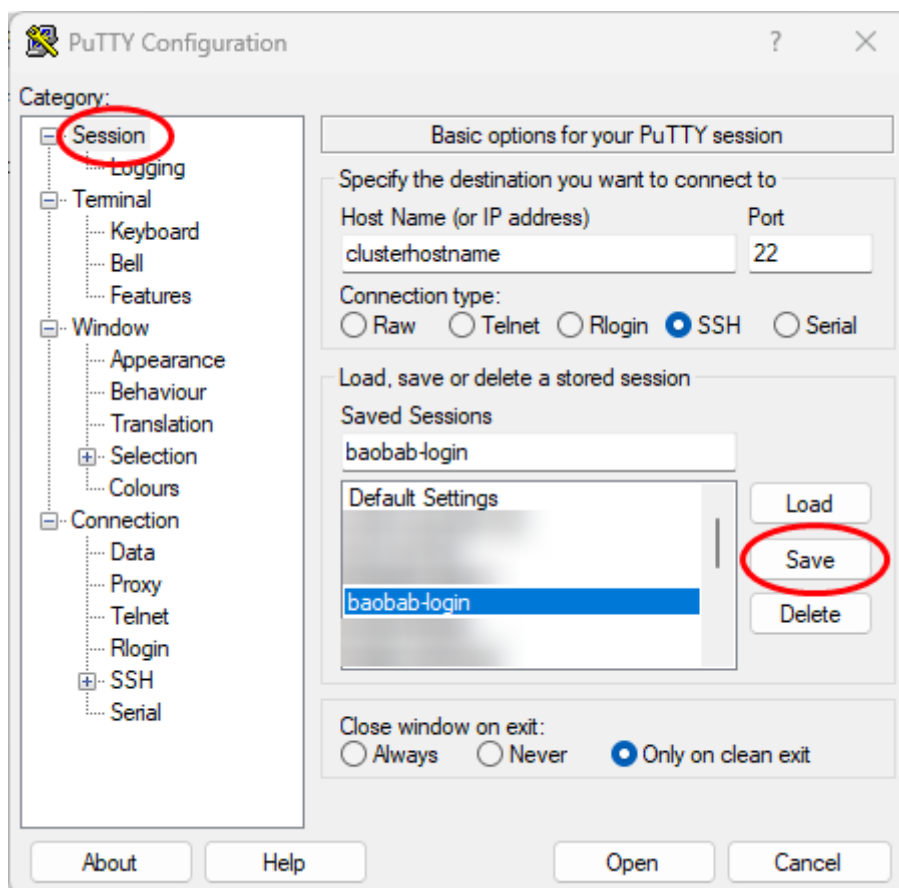 PuTTY Configuration ? ×
Category:
Session
Logging
Terminal
Keyboard
Bell
Features
Window
Appearance
Behaviour
Translation
Selection
Colours
Connection
Data
Proxy
Telnet
Rlogin
SSH
Serial
Basic options for your PuTTY session
Specify the destination you want to connect to
Host Name (or IP address) Port
clusterhostname 22
Connection type:
Raw Telnet Rlogin SSH Serial
Load, save or delete a stored session
Saved Sessions
baobab-login
Default Settings
baobab-login
Load
Save
Delete
Close window on exit:
Always Never Only on clean exit
About Help Open Cancel